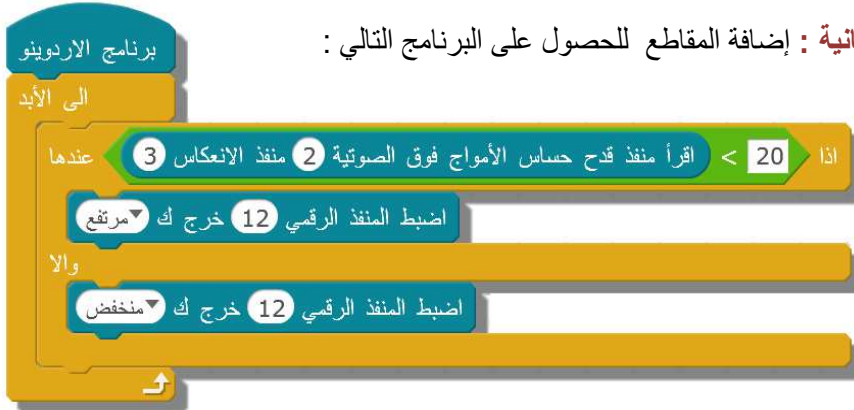 انية : إضافة المقاطع للحصول على البرنامج التالي :
برنامج الاردوينو
الى الأبد
اذا 20 > اقرأ منفذ قدح حساس الأمواج فوق الصوتية 2 منفذ الانعكاس 3 عندها
اضبط المنفذ الرقمي 12 خرج ك مرتفع
والا
اضبط المنفذ الرقمي 12 خرج ك منخفض